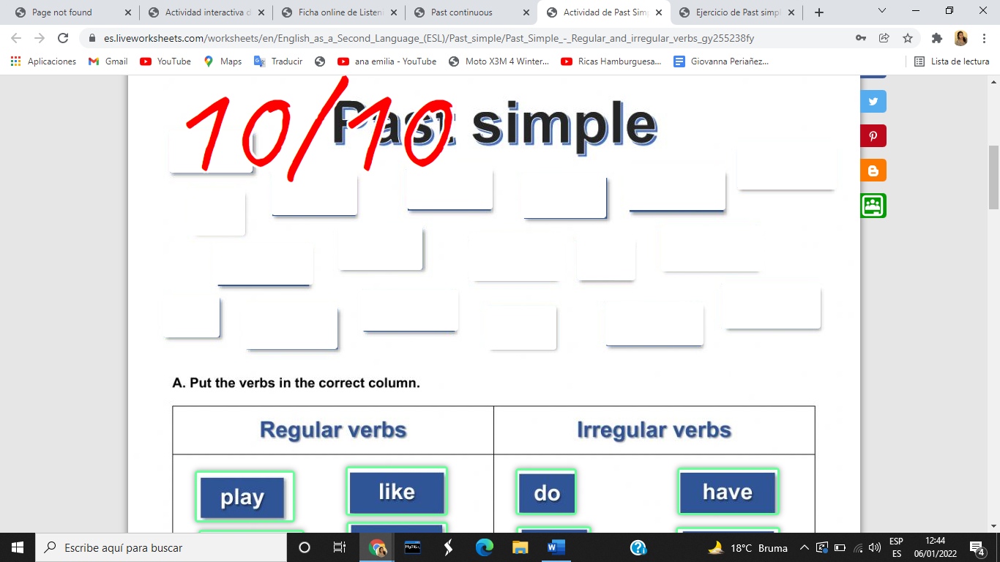 Page not found
Actividad interactiva d
Ficha online de Listeni
Past continuous
Actividad de Past Simp
Ejercicio de Past simpl
es.liveworksheets.com/worksheets/en/English_as_a_Second_Language_(ESL)/Past_simple/Past_Simple_-_Regular_and_irregular_verbs_gy255238fy
Aplicaciones Gmail YouTube Maps Traducir ana emilia - YouTube Moto X3M 4 Winter... Ricas Hamburguesa... Giovanna Periañez... Lista de lectura
10/10
Past simple
A. Put the verbs in the correct column.
Regular verbs Irregular verbs
play like do have
Escribe aquí para buscar
MySQL
18°C Bruma
ESP
ES
12:44
06/01/2022
4